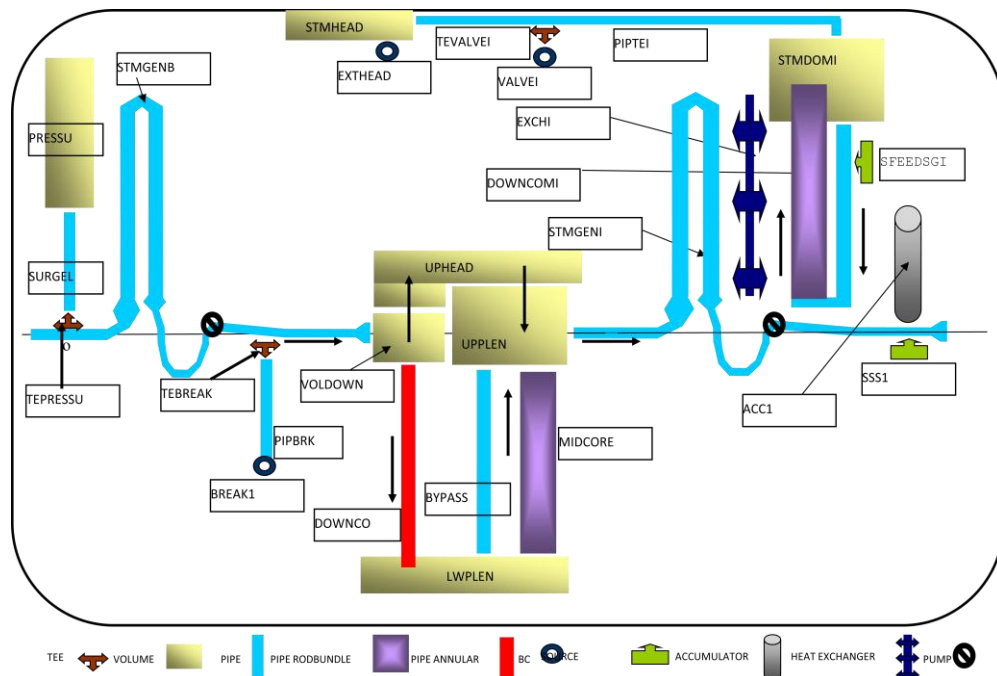 STMHEAD
TEVALVEI
PIPTEI
EXTHEAD
VALVEI
STMDOMI
STMGENB
EXCHI
PRESSU
SFEEDSGI
DOWNCOMI
STMGENI
SURGEL
UPHEAD
UPPLEN
O
TEPRESSU
TEBREAK
VOLDOWN
SSS1
ACC1
PIPBRK
MIDCORE
BREAK1
BYPASS
DOWNCO
LWPLEN
TEE VOLUME PIPE PIPE RODBUNDLE PIPE ANNULAR BC SOURCE ACCUMULATOR HEAT EXCHANGER PUMP